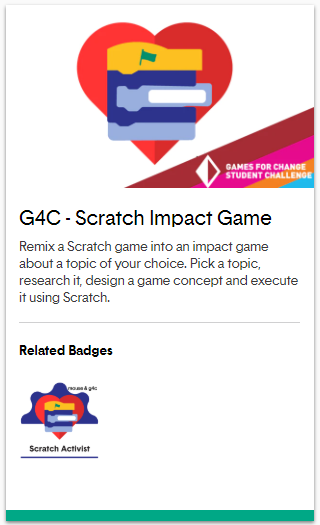 GAMES FOR CHANGE
STUDENT CHALLENGE
G4C - Scratch Impact Game
Remix a Scratch game into an impact game
about a topic of your choice. Pick a topic,
research it, design a game concept and execute
it using Scratch.
Related Badges
mouse & g4c
Scratch Activist